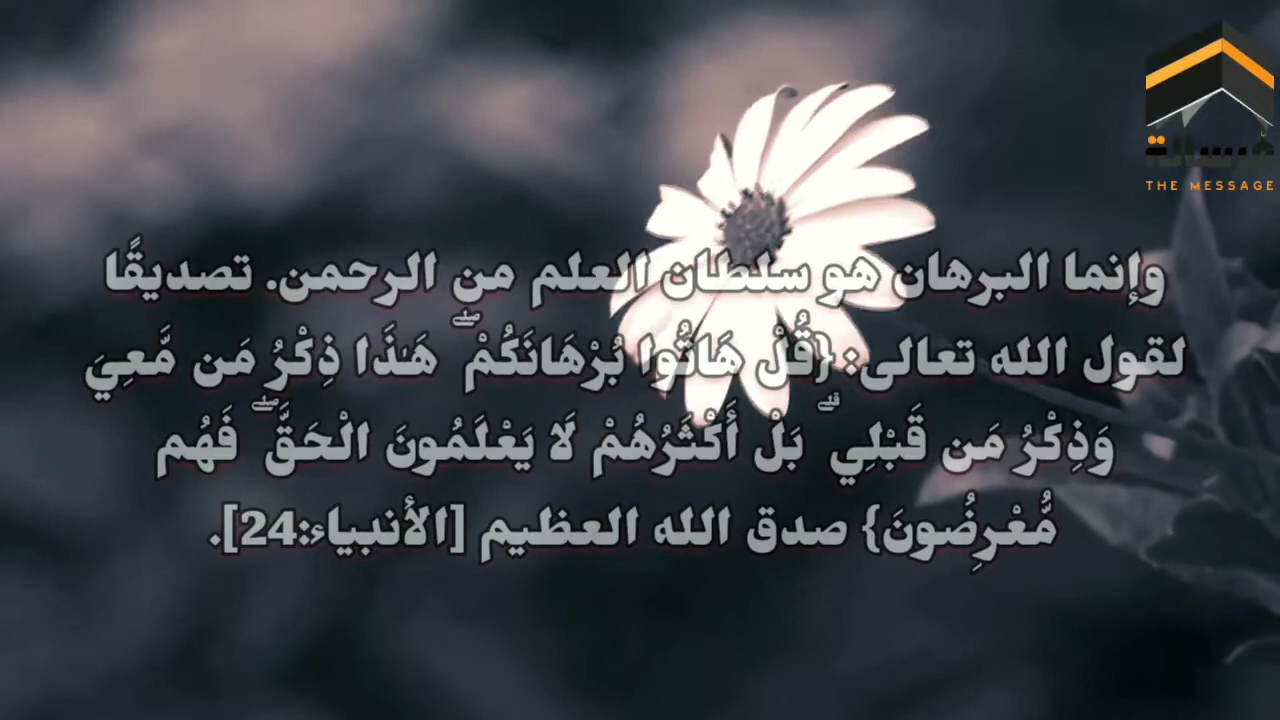 الرسالة
THE MESSAGE
وإنما البرهان هو سلطان العلم من الرحمن. تصديقًا
لقول الله تعالى: {قُلْ هَاتُوا بُرْهَانَكُمْ ۖ هَٰذَا ذِكْرُ مَن مَّعِيَ
وَذِكْرُ مَن قَبْلِي ۗ بَلْ أَكْثَرُهُمْ لَا يَعْلَمُونَ الْحَقَّ ۖ فَهُم
مُّعْرِضُونَ} صدق الله العظيم [الأنبياء:24].